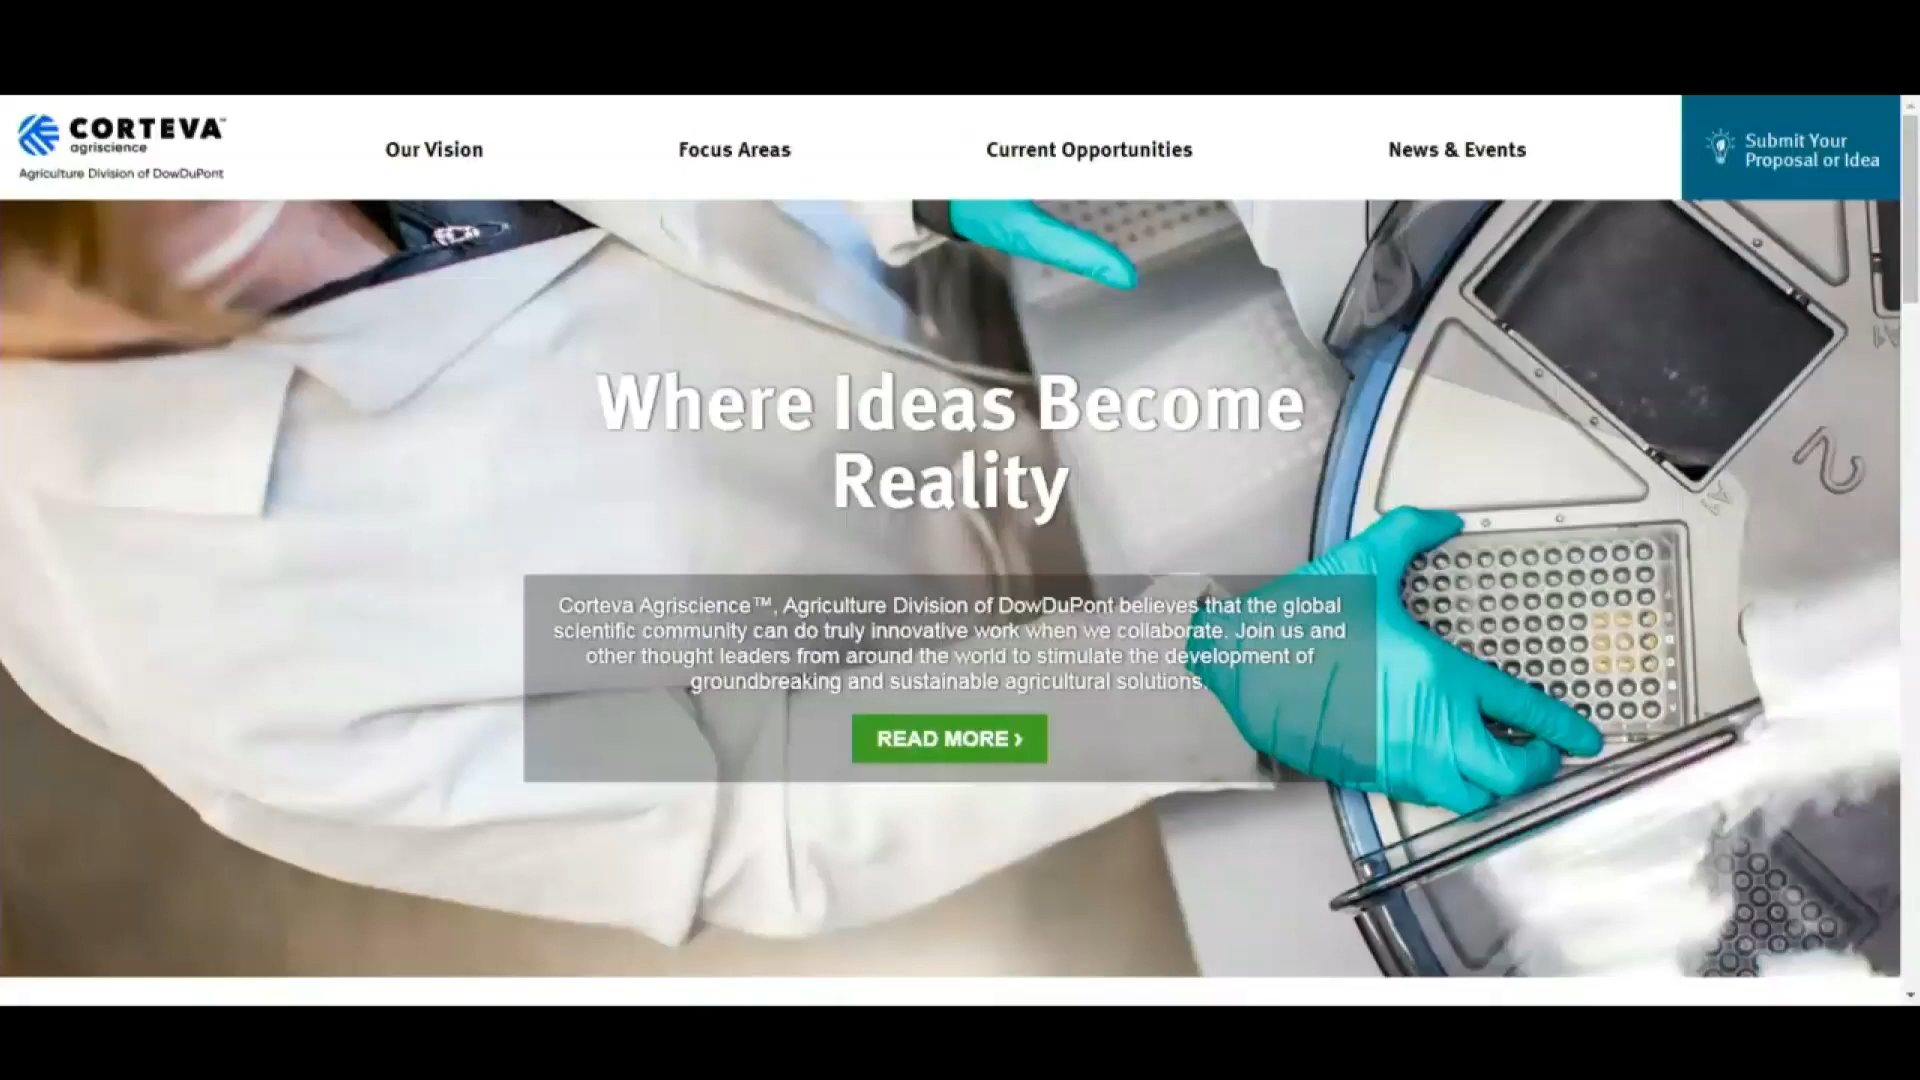 CORTEVA™
agriscience
Agriculture Division of DowDuPont
Our Vision
Focus Areas
Current Opportunities
News & Events
Submit Your
Proposal or Idea
Where Ideas Become
Reality
Corteva Agriscience™, Agriculture Division of DowDuPont believes that the global
scientific community can do truly innovative work when we collaborate. Join us and
other thought leaders from around the world to stimulate the development of
groundbreaking and sustainable agricultural solutions.
READ MORE ›
2